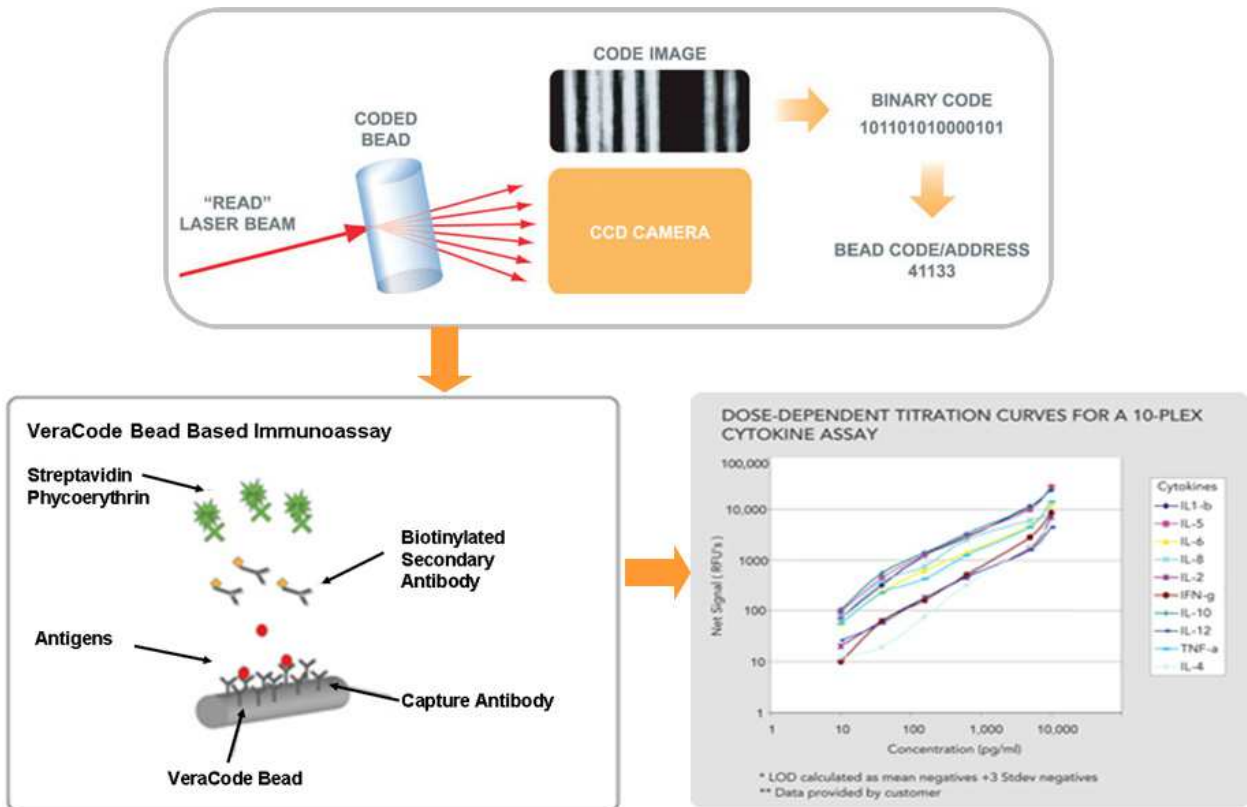 CODE IMAGE
CODED
BEAD
"READ"
LASER BEAM
CCD CAMERA
BINARY CODE
101101010000101
BEAD CODE/ADDRESS
41133
VeraCode Bead Based Immunoassay
Streptavidin
Phycoerythrin
Biotinylated
Secondary
Antibody
Antigens
Capture Antibody
VeraCode Bead
DOSE-DEPENDENT TITRATION CURVES FOR A 10-PLEX
CYTOKINE ASSAY
Net Signal (RFU's)
100,000
10,000
1000
100
10
1
1
10
100
1,000
10,000
Concentration (pg/ml)
Cytokines
IL1-b
IL-5
IL-6
IL-8
IL-2
IFN-g
IL-10
IL-12
TNF-a
IL-4
* LOD calculated as mean negatives +3 Stdev negatives
** Data provided by customer